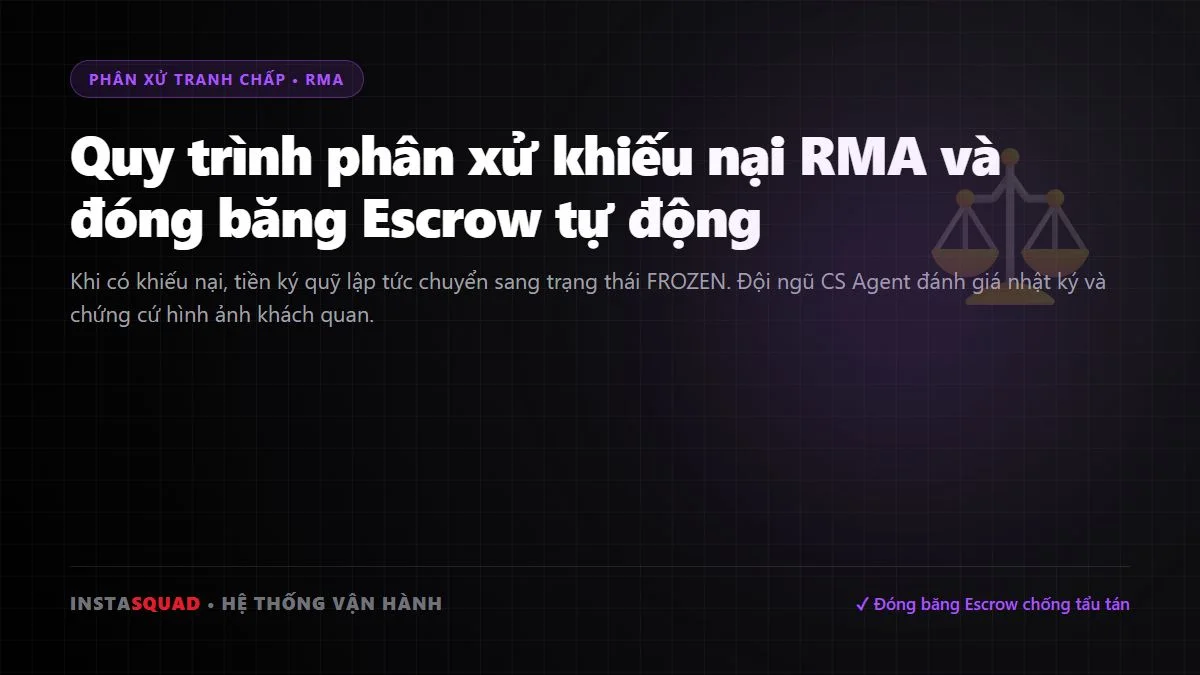 PHÂN XỬ TRANH CHẤP • RMA
Quy trình phân xử khiếu nại RMA và
đóng băng Escrow tự động
Khi có khiếu nại, tiền ký quỹ lập tức chuyển sang trạng thái FROZEN. Đội ngũ CS Agent đánh giá nhật ký và
chứng cứ hình ảnh khách quan.
INSTASQUAD • HỆ THỐNG VẬN HÀNH
✓ Đóng băng Escrow chống tẩu tán